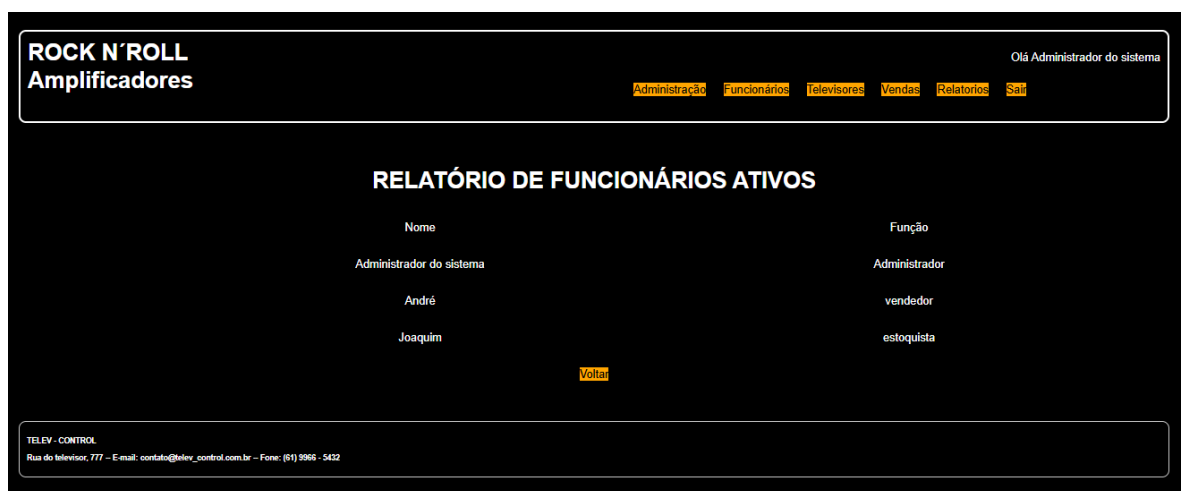 ROCK N´ROLL
Amplificadores
Olá Administrador do sistema
Administração Funcionários Televisores Vendas Relatorios Sair
RELATÓRIO DE FUNCIONÁRIOS ATIVOS
Nome Função
Administrador do sistema Administrador
André vendedor
Joaquim estoquista
Voltar
TELEV - CONTROL
Rua do televisor, 777 – E-mail: contato@telev_control.com.br – Fone: (61) 9966 - 5432